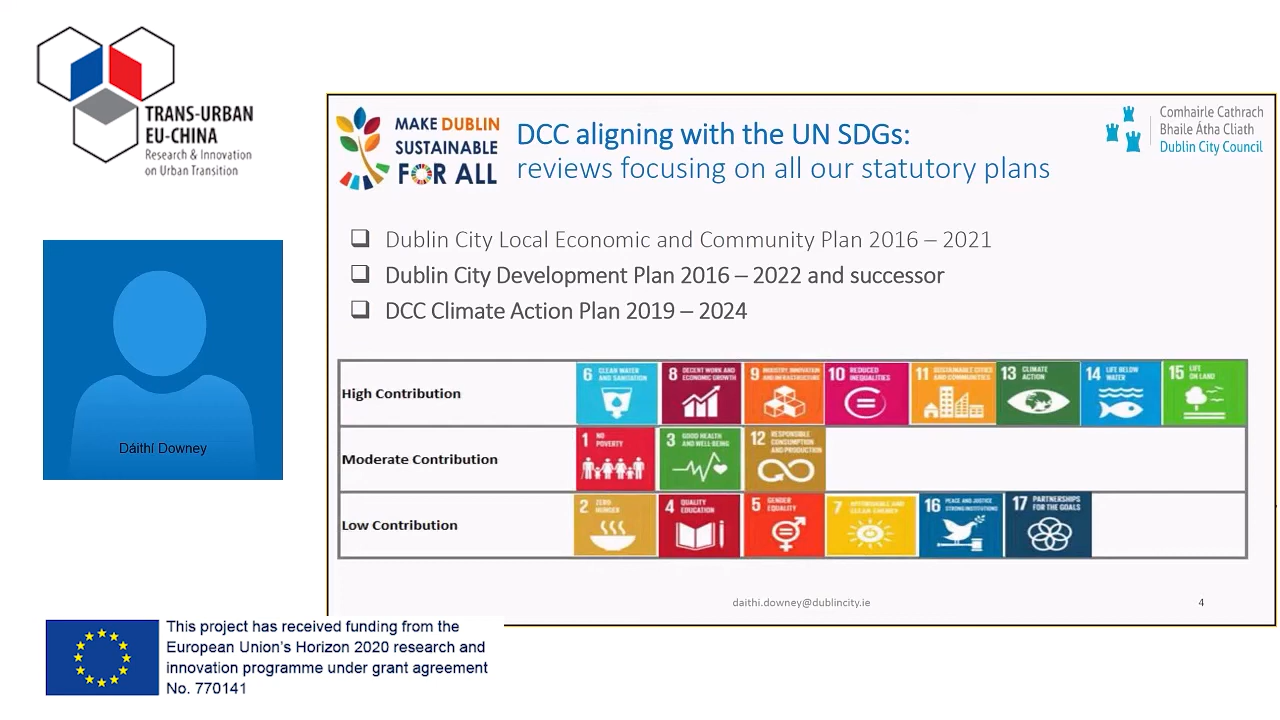 TRANS-URBAN
EU-CHINA
Research & Innovation
on Urban Transition
MAKE DUBLIN
SUSTAINABLE
FOR ALL
DCC aligning with the UN SDGs:
reviews focusing on all our statutory plans
Comhairle Cathrach
Bhaile Átha Cliath
Dublin City Council
Dublin City Local Economic and Community Plan 2016 – 2021
Dublin City Development Plan 2016 – 2022 and successor
DCC Climate Action Plan 2019 – 2024
Dáithí Downey
High Contribution
6 CLEAN WATER
AND SANITATION
8 DECENT WORK AND
ECONOMIC GROWTH
9 INDUSTRY, INNOVATION
AND INFRASTRUCTURE
10 REDUCED
INEQUALITIES
11 SUSTAINABLE CITIES
AND COMMUNITIES
13 CLIMATE
ACTION
14 LIFE BELOW
WATER
15 LIFE
ON LAND
Moderate Contribution
1 NO
POVERTY
3 GOOD HEALTH
AND WELL-BEING
12 RESPONSIBLE
CONSUMPTION
AND PRODUCTION
Low Contribution
2 ZERO
HUNGER
4 QUALITY
EDUCATION
5 GENDER
EQUALITY
7 AFFORDABLE AND
CLEAN ENERGY
16 PEACE AND JUSTICE
STRONG INSTITUTIONS
17 PARTNERSHIPS
FOR THE GOALS
daithi.downey@dublincity.ie
4
This project has received funding from the
European Union's Horizon 2020 research and
innovation programme under grant agreement
No. 770141